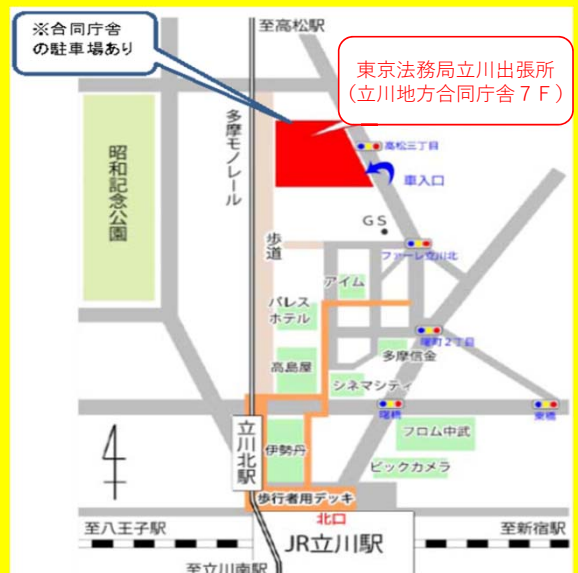 至高松駅
※合同庁舎
の駐車場あり
東京法務局立川出張所
（立川地方合同庁舎７Ｆ）
多摩モノレール
高松三丁目
昭和記念公園
車入口
ＧＳ
歩道
ファーレ立川北
アイム
パレス
ホテル
曙町２丁目
多摩信金
高島屋
シネマシティ
曙橋
東橋
立川北駅
伊勢丹
フロム中武
ビックカメラ
歩行者用デッキ
北口
至八王子駅
JR立川駅
至新宿駅
至立川南駅